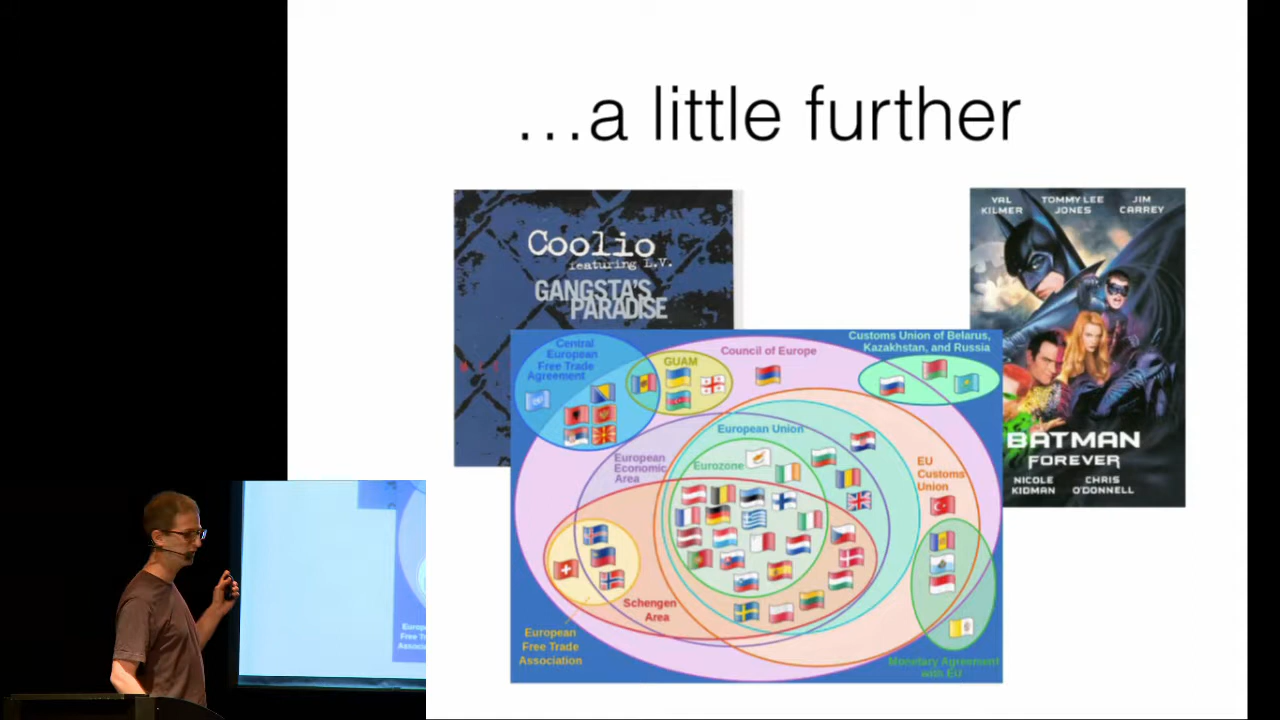 …a little further
Coolio
featuring L.V.
GANGSTA'S
PARADISE
VAL
KILMER
TOMMY LEE
JONES
JIM
CARREY
BATMAN
FOREVER
NICOLE
KIDMAN
CHRIS
O'DONNELL
Central
European
Free Trade
Agreement
GUAM
Council of Europe
Customs Union of Belarus,
Kazakhstan, and Russia
European Union
European
Economic
Area
Eurozone
EU
Customs
Union
Schengen
Area
European
Free Trade
Association
Monetary Agreement
with EU